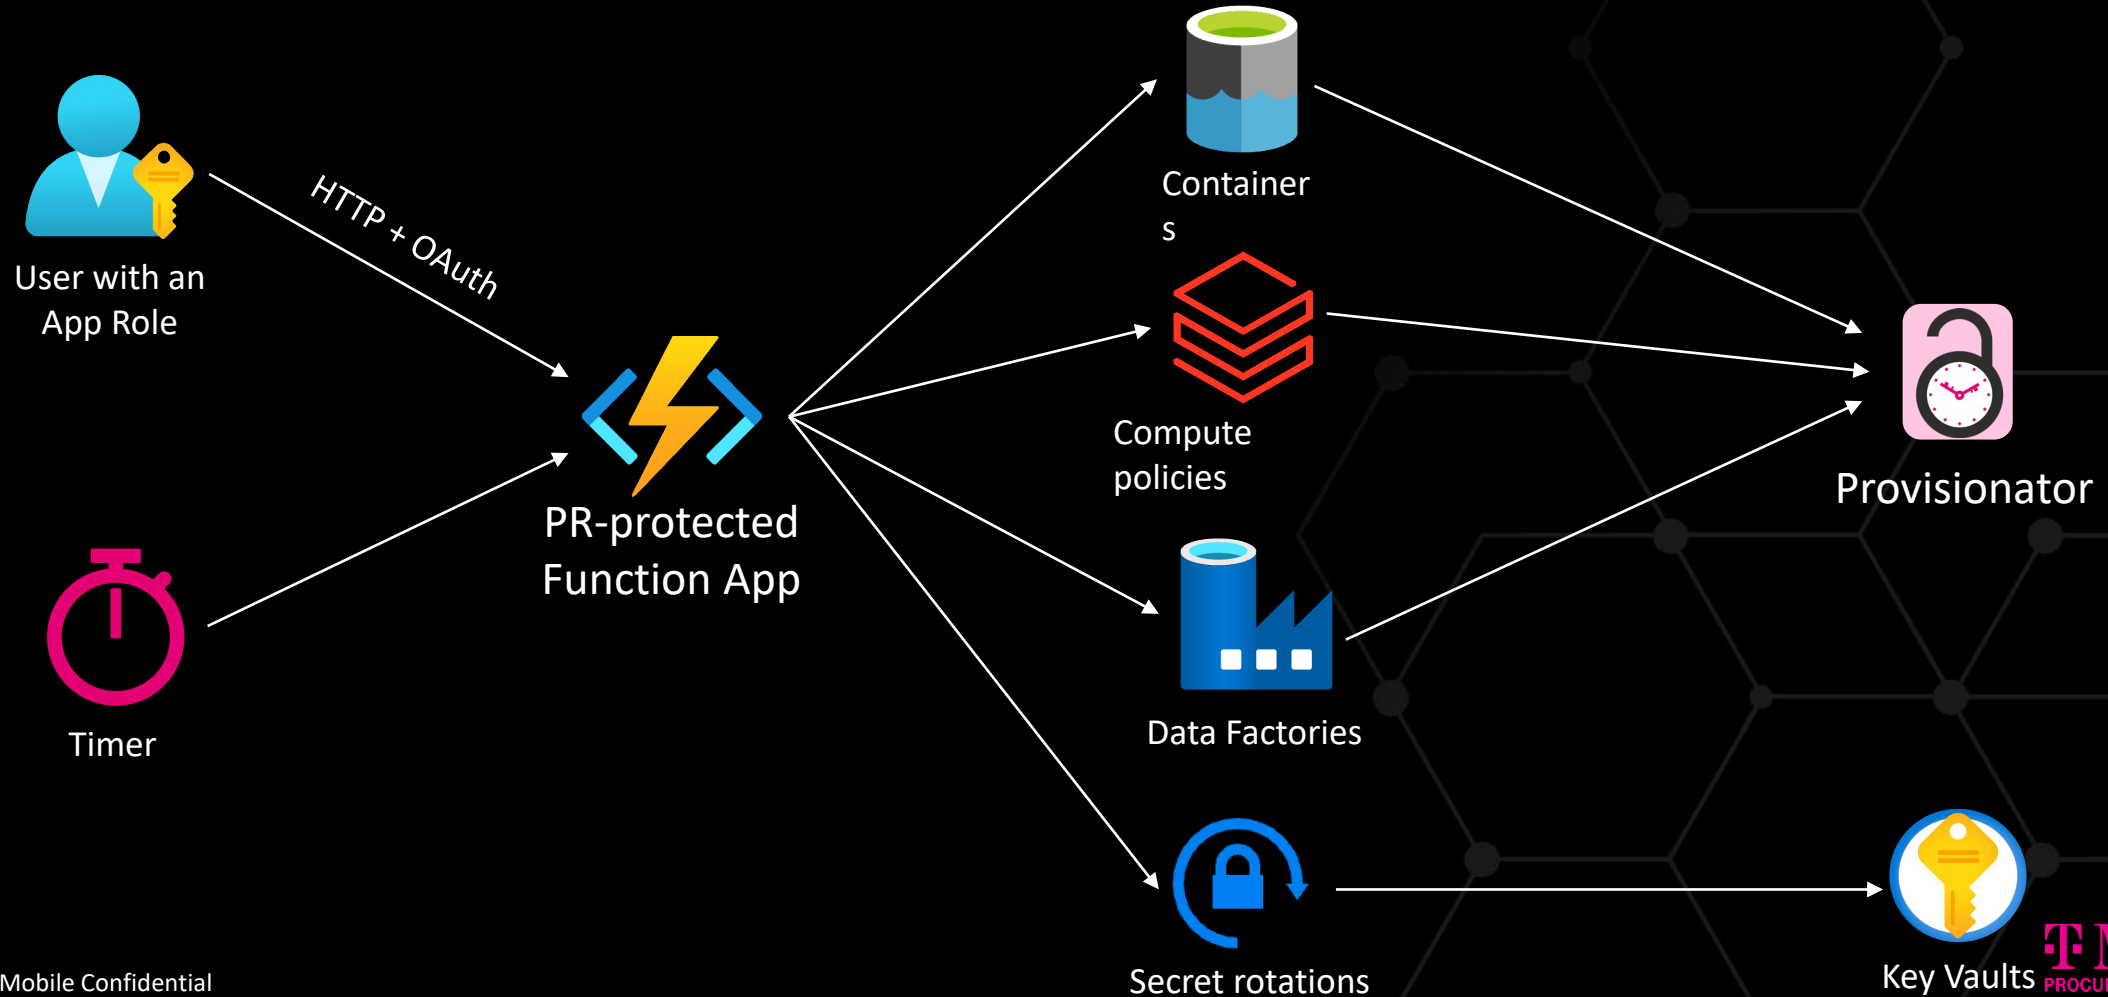 User with an
App Role
HTTP + OAuth
Timer
PR-protected
Function App
Container
s
Compute
policies
Data Factories
Secret rotations
Provisionator
Key Vaults
Mobile Confidential
T